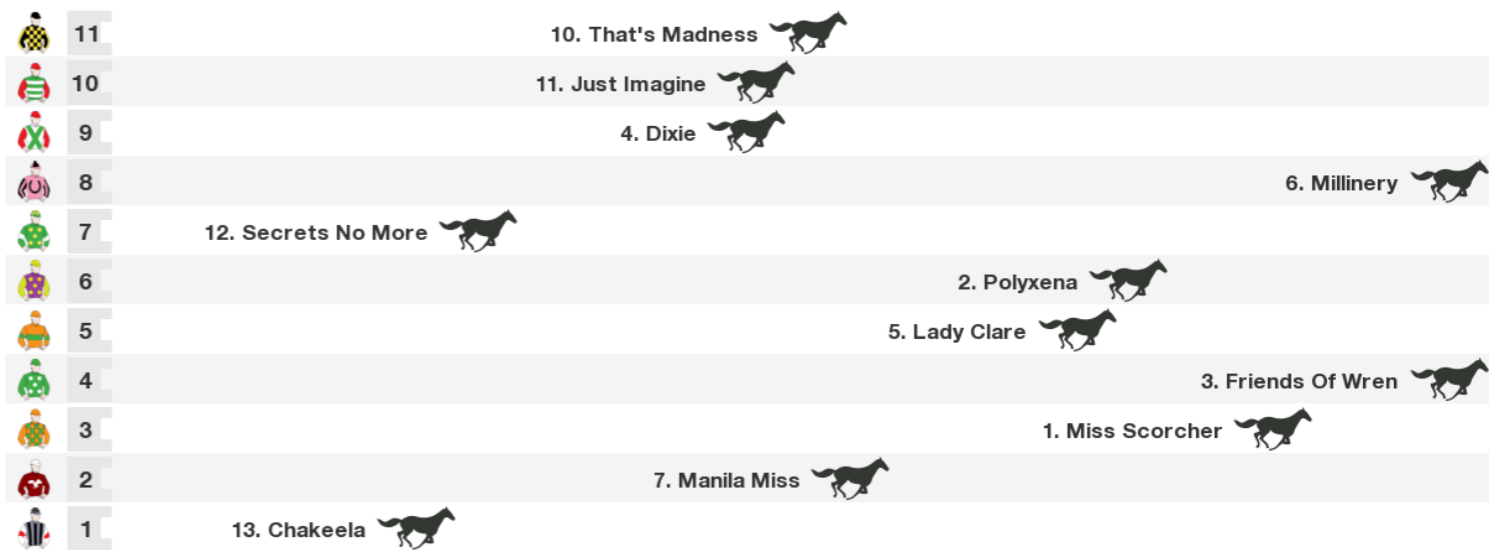 11 10. That's Madness
10 11. Just Imagine
9 4. Dixie
8 6. Millinery
7 12. Secrets No More
6 2. Polyxena
5 5. Lady Clare
4 3. Friends Of Wren
3 1. Miss Scorcher
2 7. Manila Miss
1 13. Chakeela